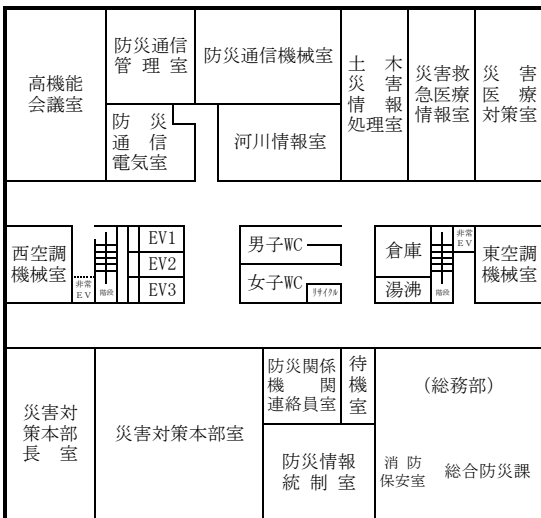 高機能
会議室
防災通信
管理室
防災通信機械室
土木
災害
情報
処理室
災害救
急医療
情報室
災害
医療
対策室
防災
通信
電気室
河川情報室
西空調
機械室
非常
EV
階段
EV1
EV2
EV3
男子WC
女子WC
リサイクル
倉庫
湯沸
階段
非常
EV
東空調
機械室
災害対
策本部
長室
災害対策本部室
防災関係
機関
連絡員室
待
機
室
防災情報
統制室
(総務部)
消防
保安室
総合防災課